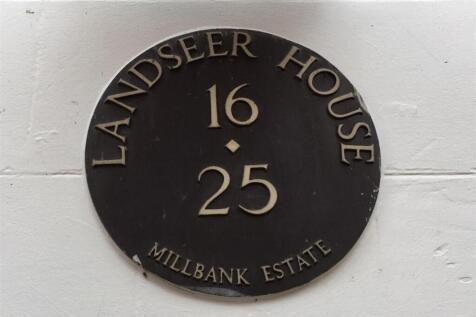 LANDSEER HOUSE
16
25
MILLBANK ESTATE